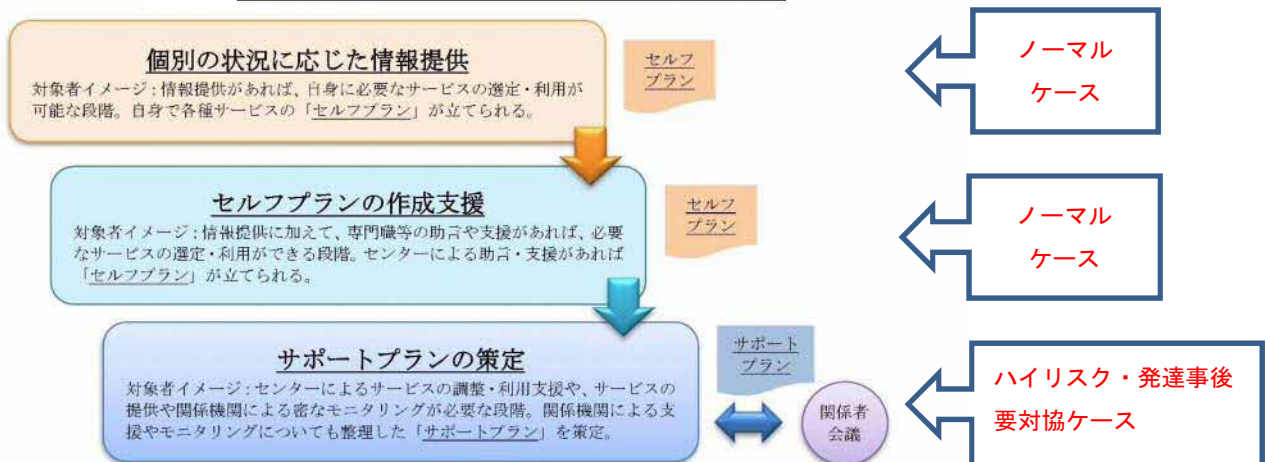 個別の状況に応じた情報提供
対象者イメージ：情報提供があれば、自身に必要なサービスの選定・利用が
可能な段階。自身で各種サービスの「セルフプラン」が立てられる。
セルフ
プラン
ノーマル
ケース
セルフプランの作成支援
対象者イメージ：情報提供に加えて、専門職等の助言や支援があれば、必要
なサービスの選定・利用ができる段階。センターによる助言・支援があれば
「セルフプラン」が立てられる。
セルフ
プラン
ノーマル
ケース
サポートプランの策定
対象者イメージ：センターによるサービスの調整・利用支援や、サービスの
提供や関係機関による密なモニタリングが必要な段階。関係機関による支
援やモニタリングについても整理した「サポートプラン」を策定。
サポート
プラン
関係者
会議
ハイリスク・発達事後
要対協ケース